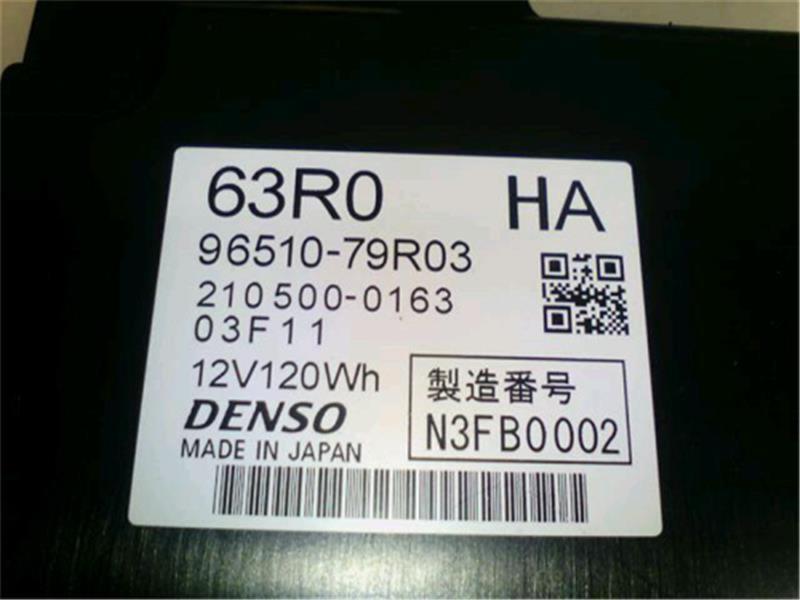 63R0 HA
96510-79R03
210500-0163
03F11
12V120Wh
DENSO
MADE IN JAPAN
製造番号
N3FB0002